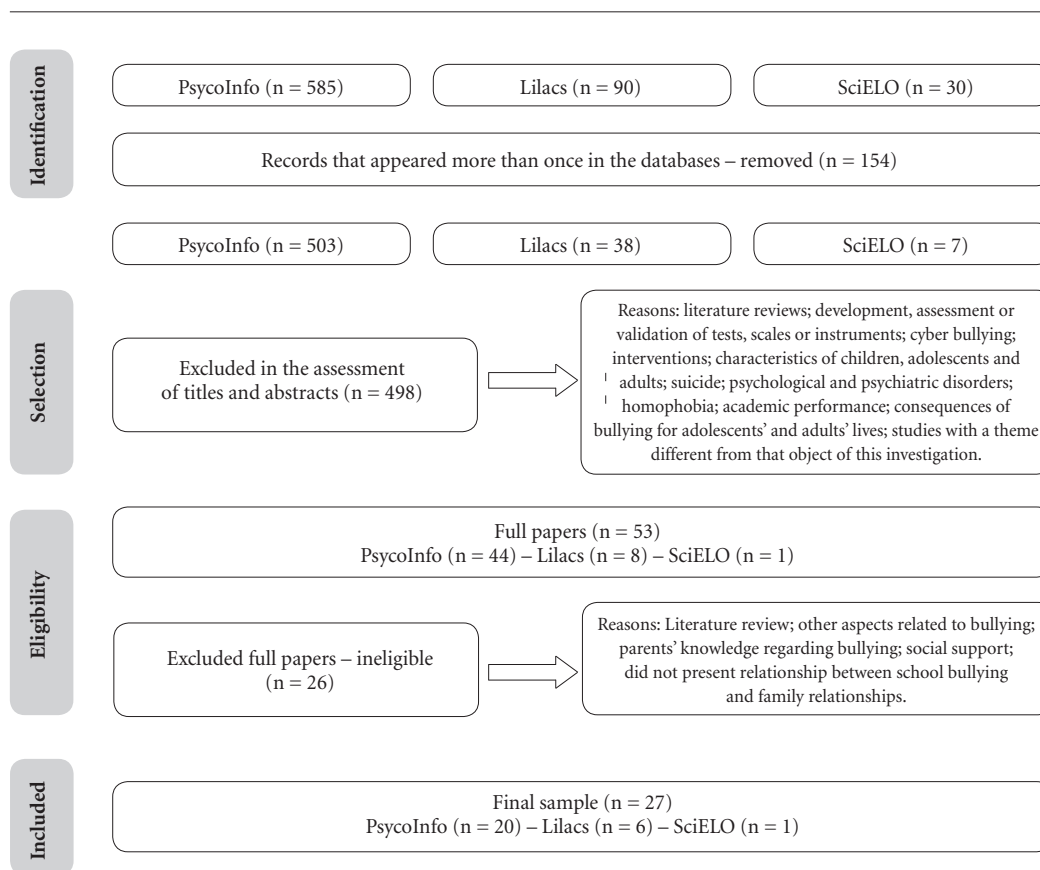 Identification
PsycoInfo (n = 585)
Lilacs (n = 90)
SciELO (n = 30)
Records that appeared more than once in the databases – removed (n = 154)
PsycoInfo (n = 503)
Lilacs (n = 38)
SciELO (n = 7)
Selection
Excluded in the assessment
of titles and abstracts (n = 498)
Reasons: literature reviews; development, assessment or
validation of tests, scales or instruments; cyber bullying;
interventions; characteristics of children, adolescents and
adults; suicide; psychological and psychiatric disorders;
homophobia; academic performance; consequences of
bullying for adolescents’ and adults’ lives; studies with a theme
different from that object of this investigation.
Eligibility
Full papers (n = 53)
PsycoInfo (n = 44) – Lilacs (n = 8) – SciELO (n = 1)
Excluded full papers – ineligible
(n = 26)
Reasons: Literature review; other aspects related to bullying;
parents’ knowledge regarding bullying; social support;
did not present relationship between school bullying
and family relationships.
Included
Final sample (n = 27)
PsycoInfo (n = 20) – Lilacs (n = 6) – SciELO (n = 1)